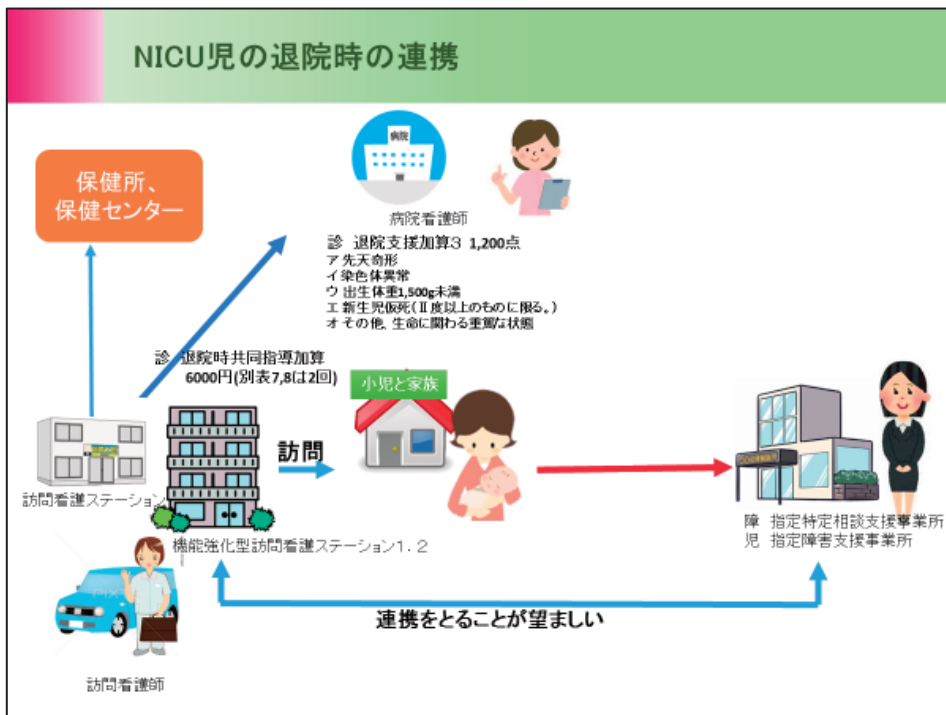 NICU児の退院時の連携
保健所、
保健センター
病院
病院看護師
診 退院支援加算3 1,200点
ア 先天奇形
イ 染色体異常
ウ 出生体重1,500g未満
エ 新生児仮死(Ⅱ度以上のものに限る。)
オ その他、生命に関わる重篤な状態
診 退院時共同指導加算
6000円(別表7,8は2回)
小児と家族
訪問
訪問看護ステーション
機能強化型訪問看護ステーション1.2
障 指定特定相談支援事業所
児 指定障害支援事業所
連携をとることが望ましい
訪問看護師